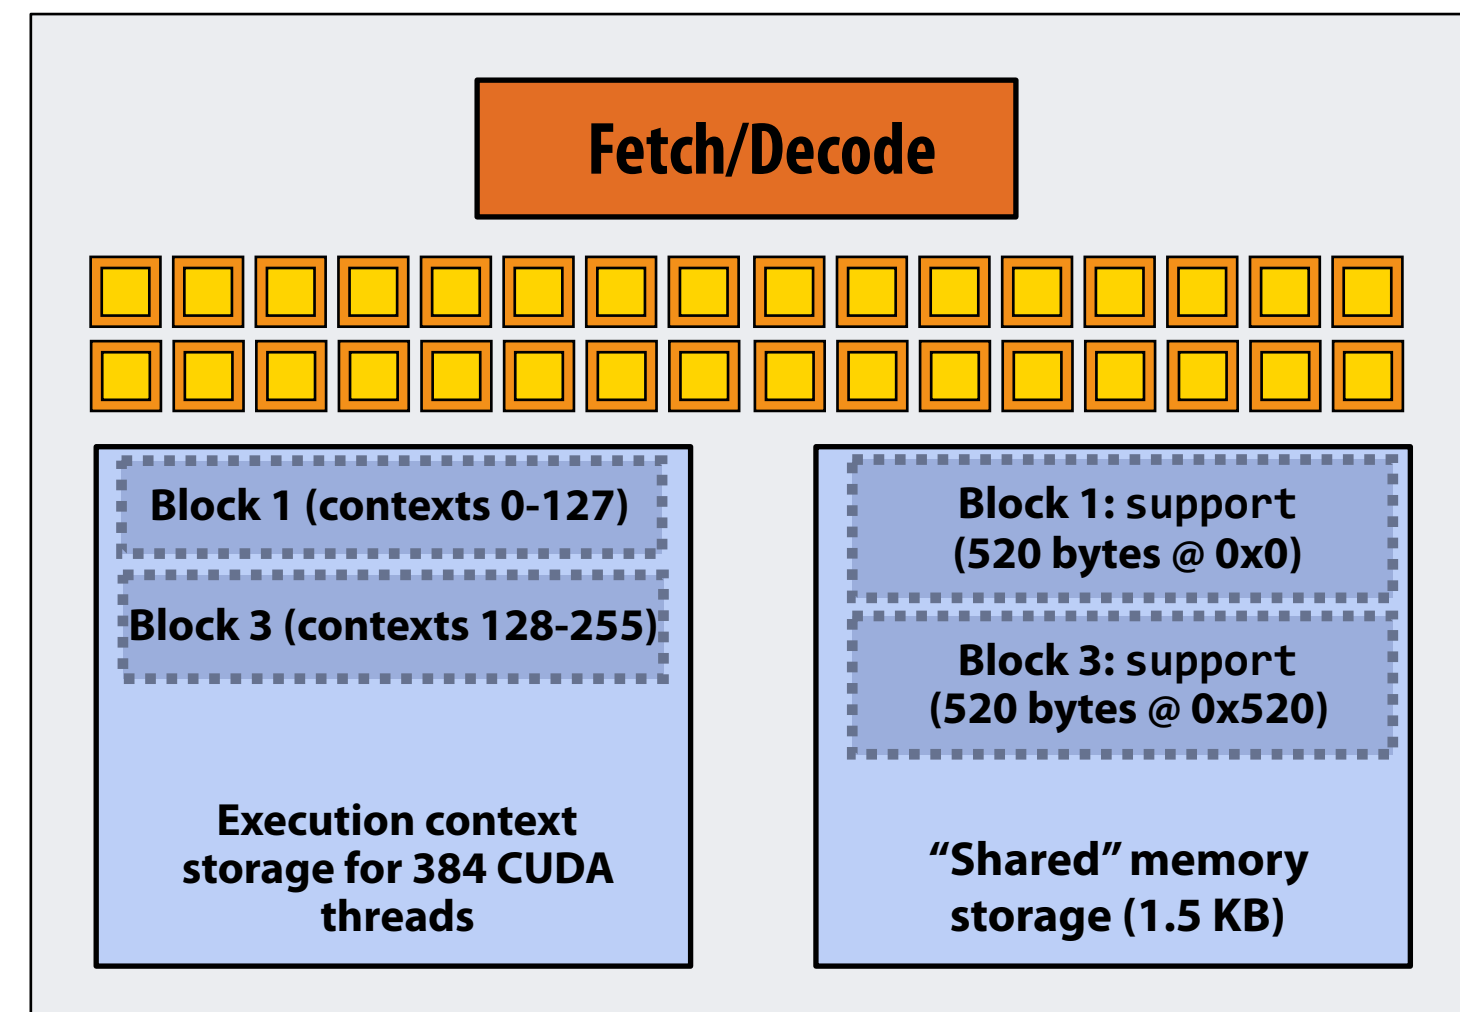 Fetch/Decode
Block 1 (contexts 0-127)
Block 3 (contexts 128-255)
Execution context
storage for 384 CUDA
threads
Block 1: support
(520 bytes @ 0x0)
Block 3: support
(520 bytes @ 0x520)
“Shared” memory
storage (1.5 KB)